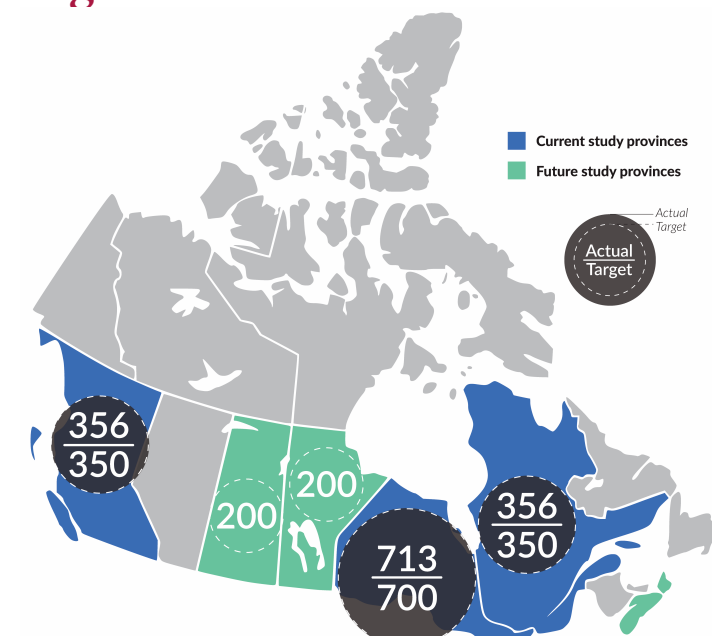 Current study provinces
Future study provinces
Actual
Target
Actual
Target
356
350
200
200
356
350
713
700